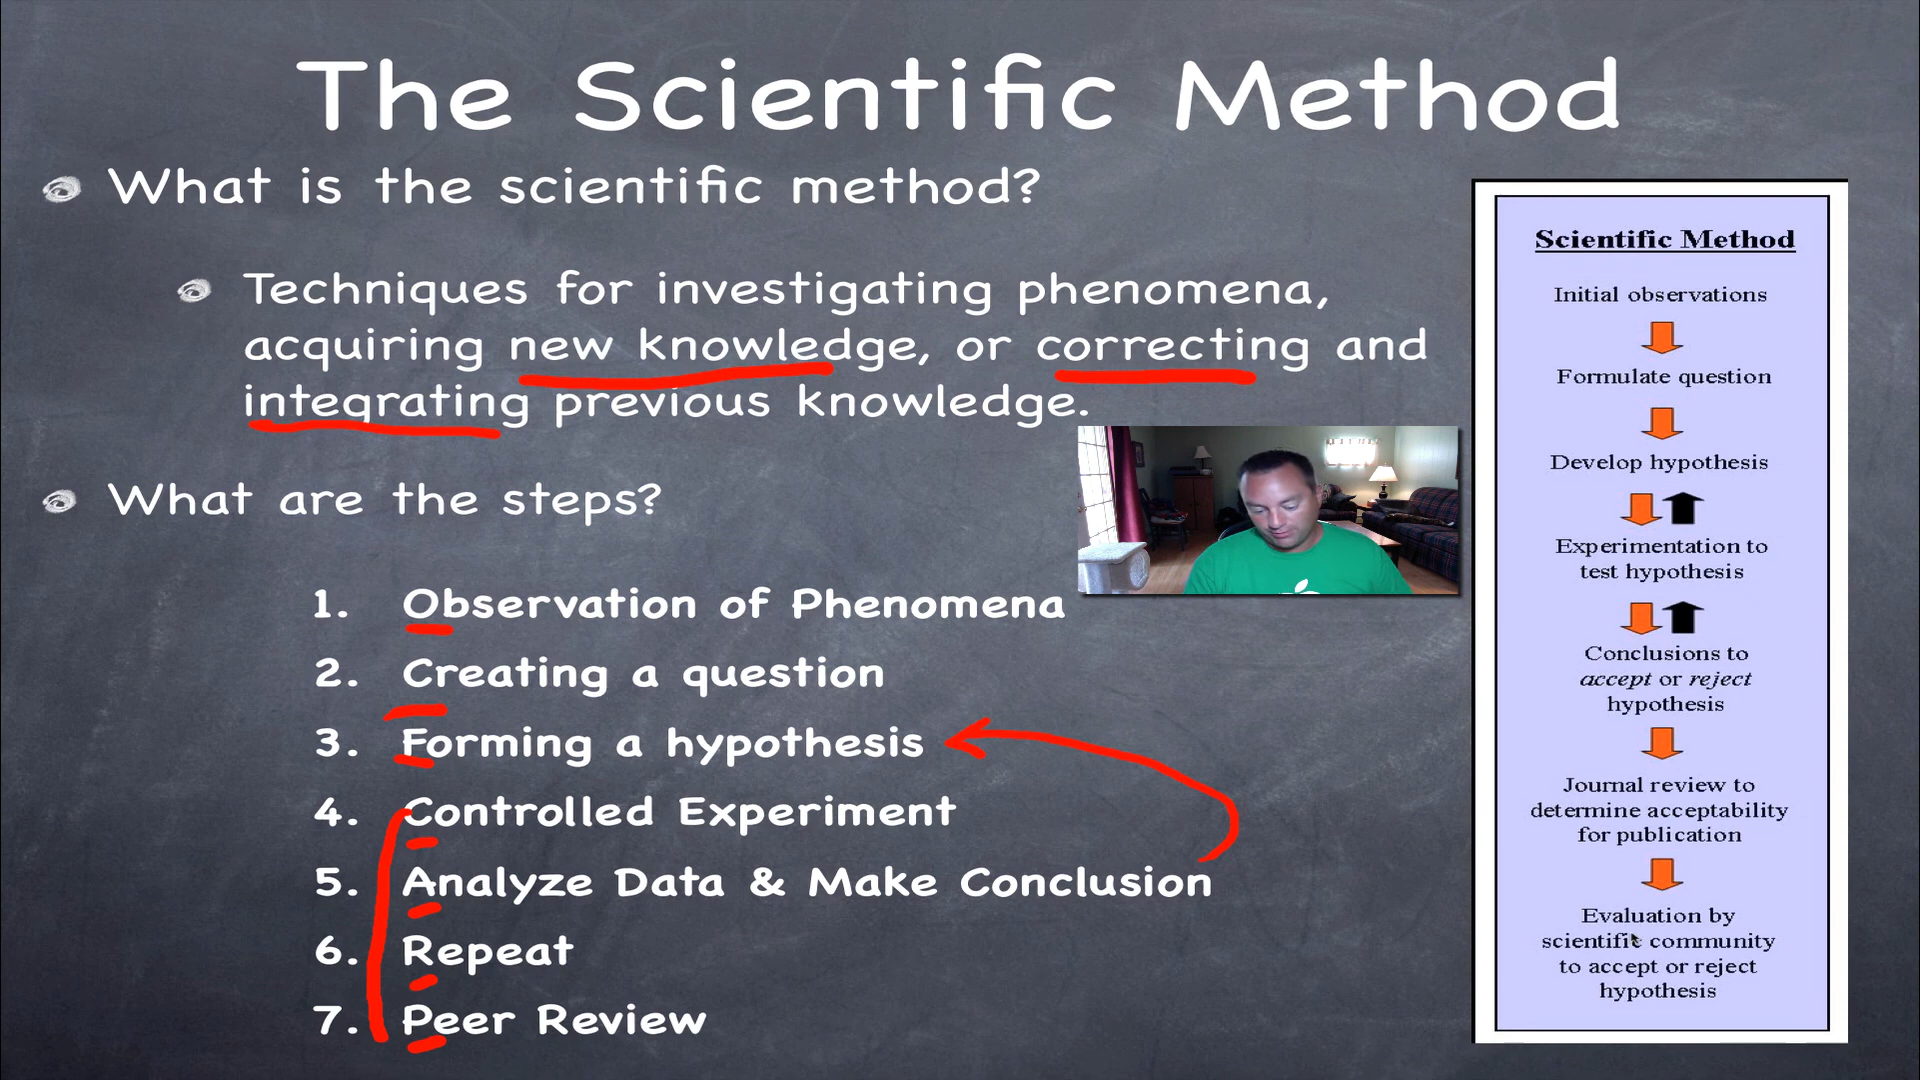 The Scientific Method
What is the scientific method?
Techniques for investigating phenomena,
acquiring new knowledge, or correcting and
integrating previous knowledge.
What are the steps?
1. Observation of Phenomena
2. Creating a question
3. Forming a hypothesis
4. Controlled Experiment
5. Analyze Data & Make Conclusion
6. Repeat
7. Peer Review
Scientific Method
Initial observations
Formulate question
Develop hypothesis
Experimentation to
test hypothesis
Conclusions to
accept or reject
hypothesis
Journal review to
determine acceptability
for publication
Evaluation by
scientific community
to accept or reject
hypothesis